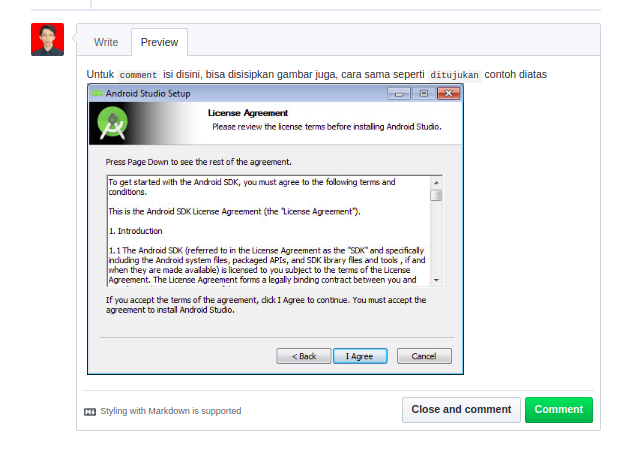 Write Preview
Untuk comment isi disini, bisa disisipkan gambar juga, cara sama seperti ditujukan contoh diatas
Android Studio Setup
License Agreement
Please review the license terms before installing Android Studio.
Press Page Down to see the rest of the agreement.
To get started with the Android SDK, you must agree to the following terms and
conditions.
This is the Android SDK License Agreement (the "License Agreement").
1. Introduction
1.1 The Android SDK (referred to in the License Agreement as the "SDK" and specifically
including the Android system files, packaged APIs, and SDK library files and tools , if and
when they are made available) is licensed to you subject to the terms of the License
Agreement. The License Agreement forms a legally binding contract between you and
If you accept the terms of the agreement, click I Agree to continue. You must accept the
agreement to install Android Studio.
< Back I Agree Cancel
Styling with Markdown is supported
Close and comment Comment